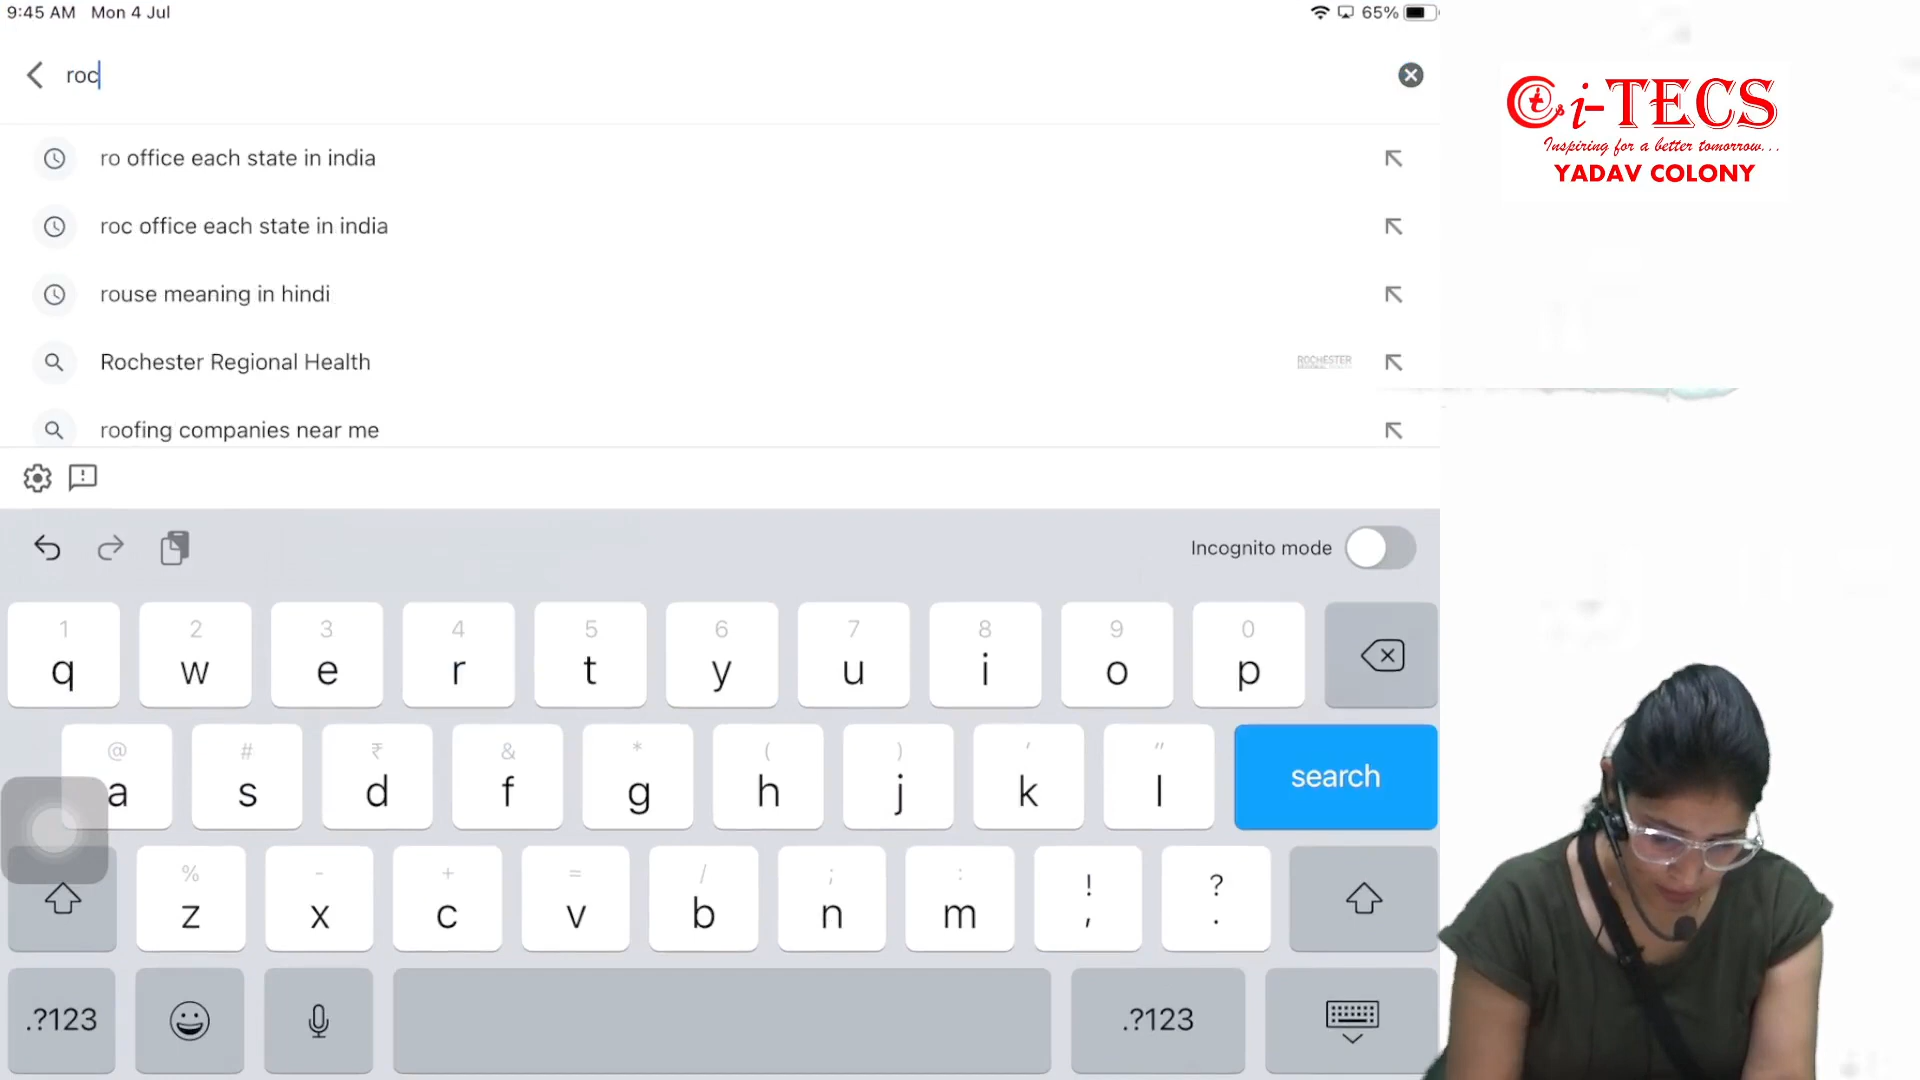 9:45 AM Mon 4 Jul
65%
roc
ro office each state in india
roc office each state in india
rouse meaning in hindi
Rochester Regional Health
ROCHESTER
roofing companies near me
Incognito mode
1 2 3 4 5 6 7 8 9 0
q w e r t y u i o p
@ # ₹ & * ( ) ' "
a s d f g h j k l search
% - + = / ; : ! ?
z x c v b n m , .
.?123 .?123
i-TECS
Inspiring for a better tomorrow...
YADAV COLONY